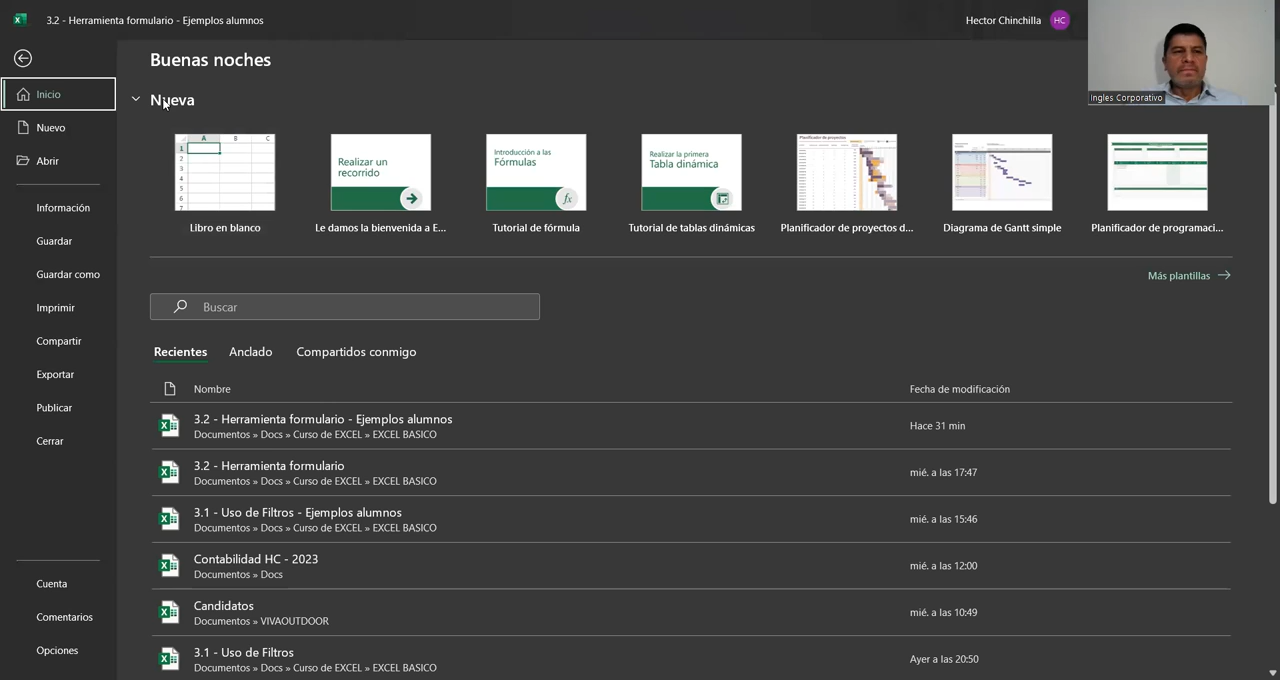 3.2 - Herramienta formulario - Ejemplos alumnos
Hector Chinchilla
HC
Ingles Corporativo
Inicio
Nuevo
Abrir
Información
Guardar
Guardar como
Imprimir
Compartir
Exportar
Publicar
Cerrar
Cuenta
Comentarios
Opciones
Buenas noches
Nueva
A B C
1
2
3
4
5
6
7
Libro en blanco
Realizar un
recorrido
Le damos la bienvenida a E...
Introducción a las
Fórmulas
fx
Tutorial de fórmula
Realizar la primera
Tabla dinámica
Tutorial de tablas dinámicas
Planificador de proyectos
Planificador de proyectos d...
Diagrama de Gantt simple
Planificador de programaci...
Más plantillas
Buscar
Recientes Anclado Compartidos conmigo
Nombre Fecha de modificación
3.2 - Herramienta formulario - Ejemplos alumnos
Documentos » Docs » Curso de EXCEL » EXCEL BASICO
Hace 31 min
3.2 - Herramienta formulario
Documentos » Docs » Curso de EXCEL » EXCEL BASICO
mié. a las 17:47
3.1 - Uso de Filtros - Ejemplos alumnos
Documentos » Docs » Curso de EXCEL » EXCEL BASICO
mié. a las 15:46
Contabilidad HC - 2023
Documentos » Docs
mié. a las 12:00
Candidatos
Documentos » VIVAOUTDOOR
mié. a las 10:49
3.1 - Uso de Filtros
Documentos » Docs » Curso de EXCEL » EXCEL BASICO
Ayer a las 20:50